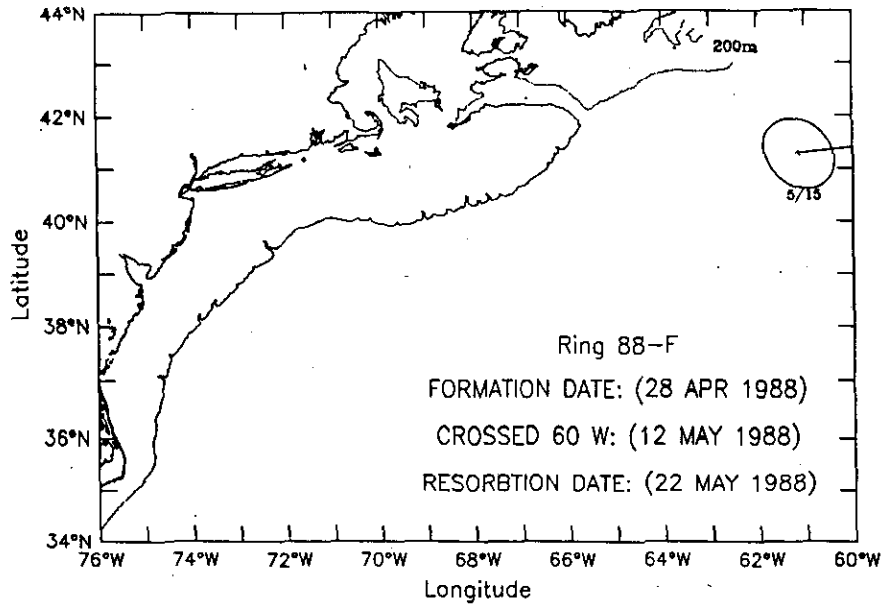 44°N
200m
42°N
5/15
40°N
Latitude
38°N
Ring 88-F
FORMATION DATE: (28 APR 1988)
CROSSED 60 W: (12 MAY 1988)
36°N
RESORBTION DATE: (22 MAY 1988)
34°N
76°W 74°W 72°W 70°W 68°W 66°W 64°W 62°W 60°W
Longitude